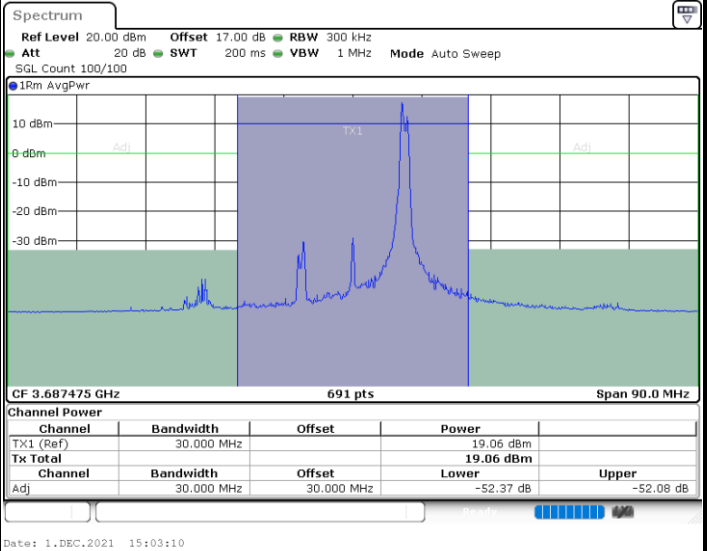 Spectrum
Ref Level 20.00 dBm Offset 17.00 dB RBW 300 kHz
Att 20 dB SWT 200 ms VBW 1 MHz Mode Auto Sweep
SGL Count 100/100
1Rm AvgPwr
10 dBm
TX1
Adj
Adj
0 dBm
-10 dBm
-20 dBm
-30 dBm
CF 3.687475 GHz 691 pts Span 90.0 MHz
Channel Power
Channel Bandwidth Offset Power
TX1 (Ref) 30.000 MHz 19.06 dBm
Tx Total 19.06 dBm
Channel Bandwidth Offset Lower Upper
Adj 30.000 MHz 30.000 MHz -52.37 dB -52.08 dB
Ready
Date: 1.DEC.2021 15:03:10